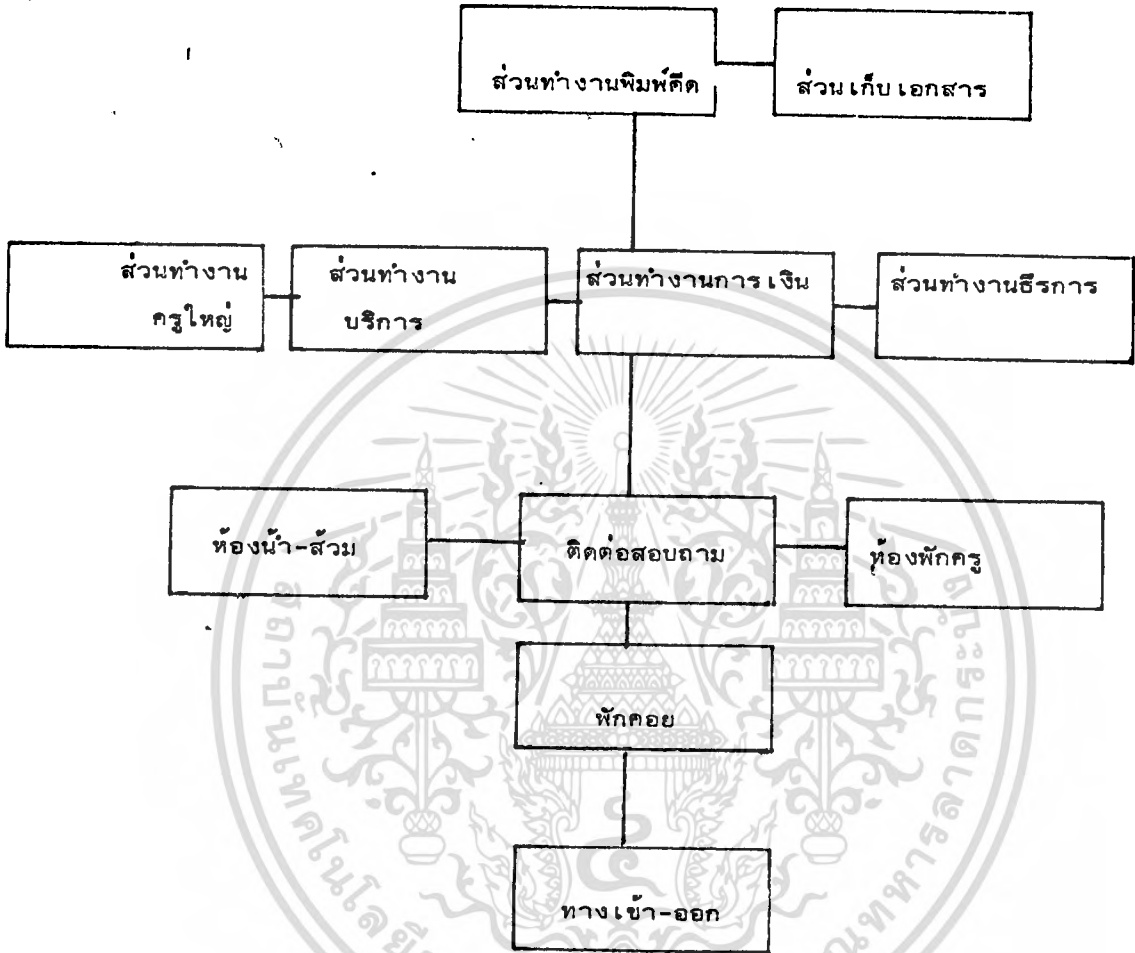 ส่วนทำงานพิมพ์ดีด
ส่วนเก็บเอกสาร
ส่วนทำงาน
ครูใหญ่
ส่วนทำงาน
บริการ
ส่วนทำงานการเงิน
ส่วนทำงานธุรการ
ห้องน้ำ-ส้วม
ติดต่อสอบถาม
ห้องพักครู
พักคอย
ทางเข้า-ออก